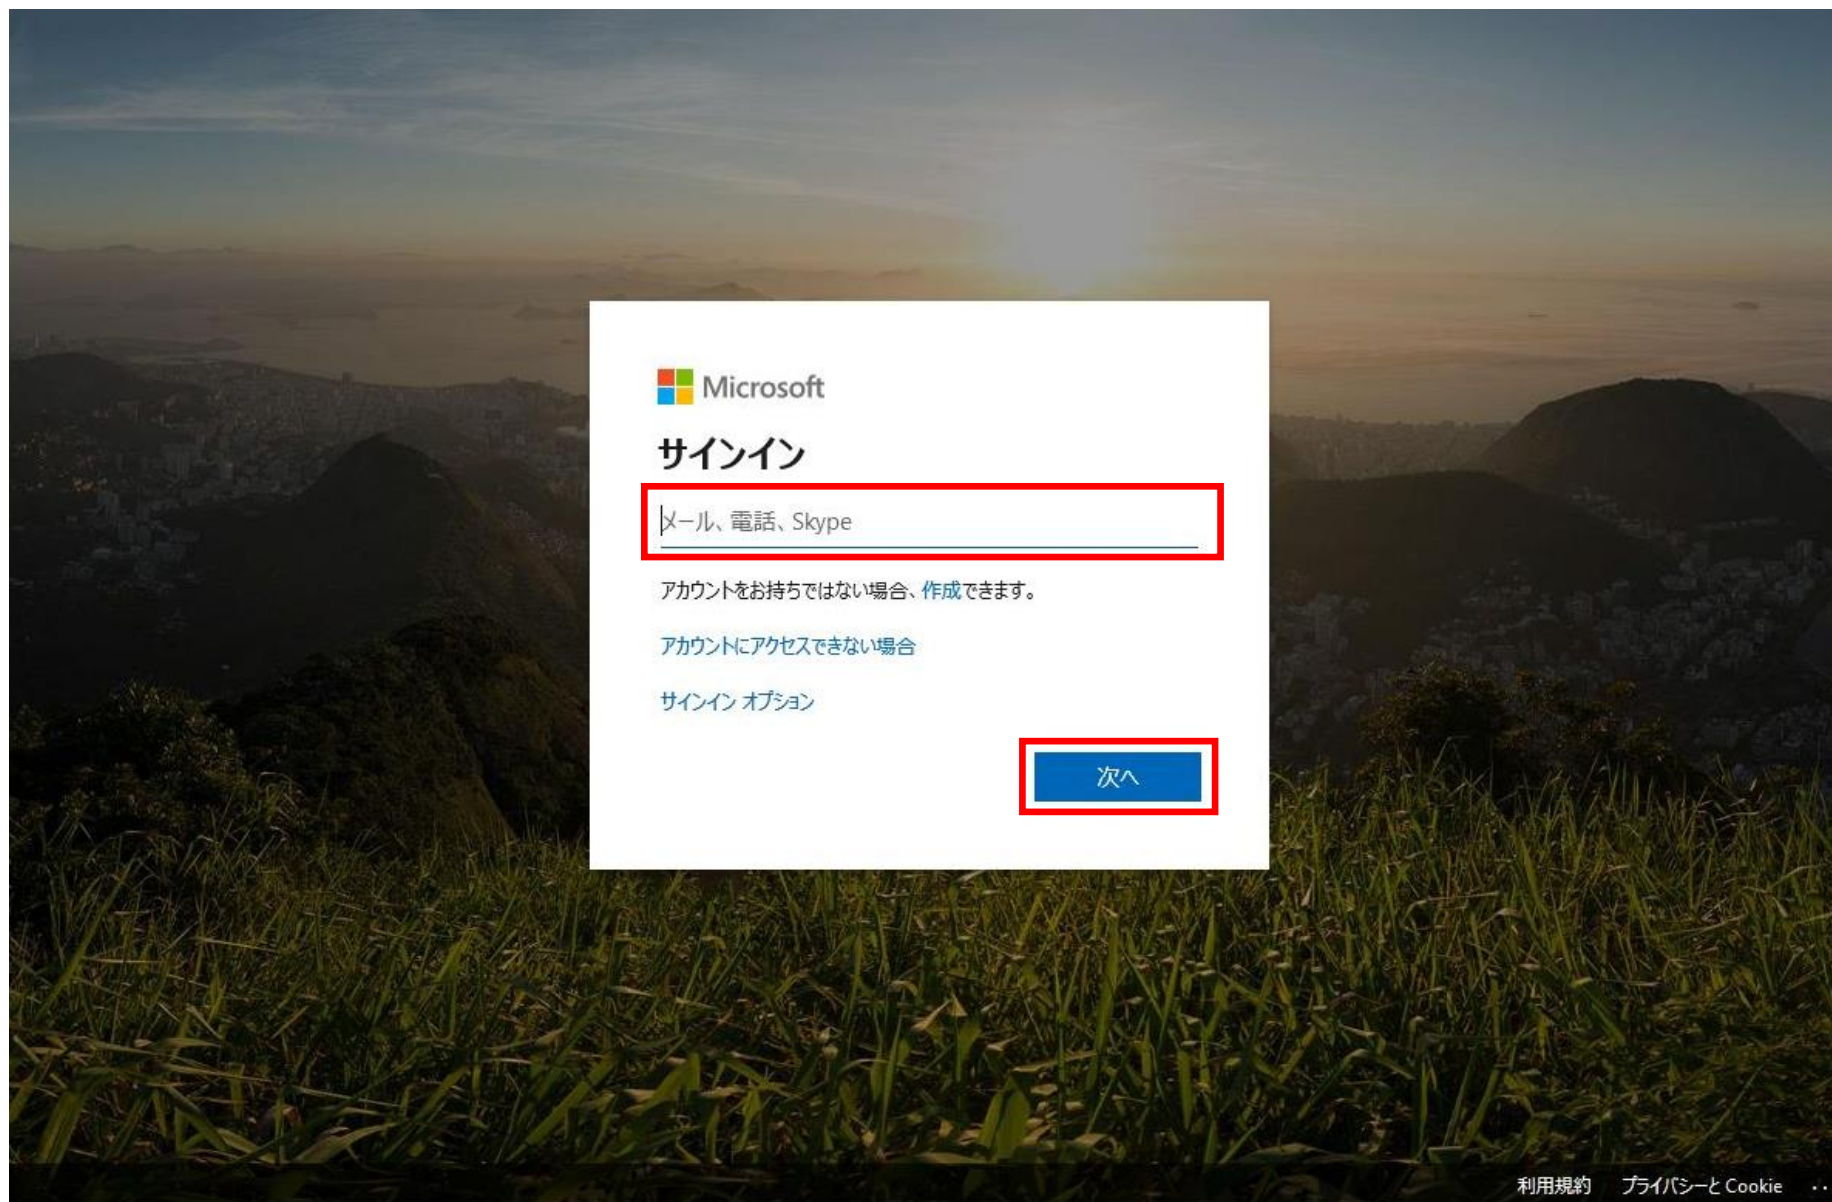 Microsoft
サインイン
メール、電話、Skype
アカウントをお持ちではない場合、作成できます。
アカウントにアクセスできない場合
サインイン オプション
次へ
利用規約 プライバシーと Cookie ..